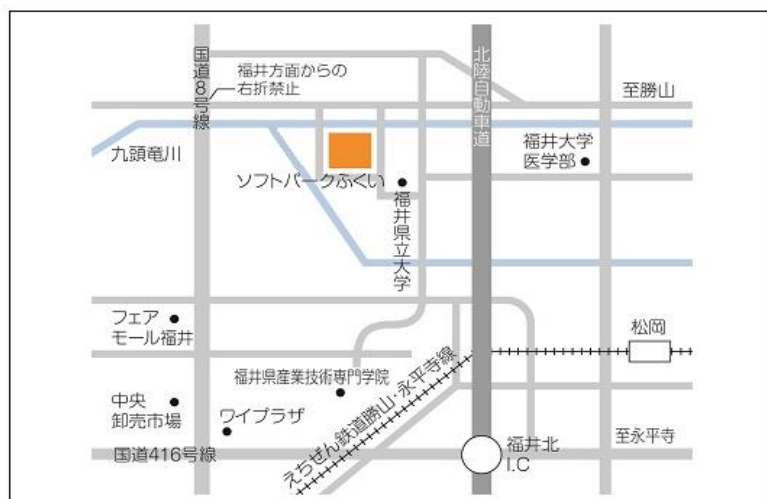 国道8号線
福井方面からの
右折禁止
北陸自動車道
至勝山
九頭竜川
福井大学
医学部
ソフトパークふくい
福井県立大学
フェア
モール福井
松岡
福井県産業技術専門学院
えちぜん鉄道勝山・永平寺線
中央
卸売市場
ワイプラザ
国道416号線
福井北
I.C
至永平寺